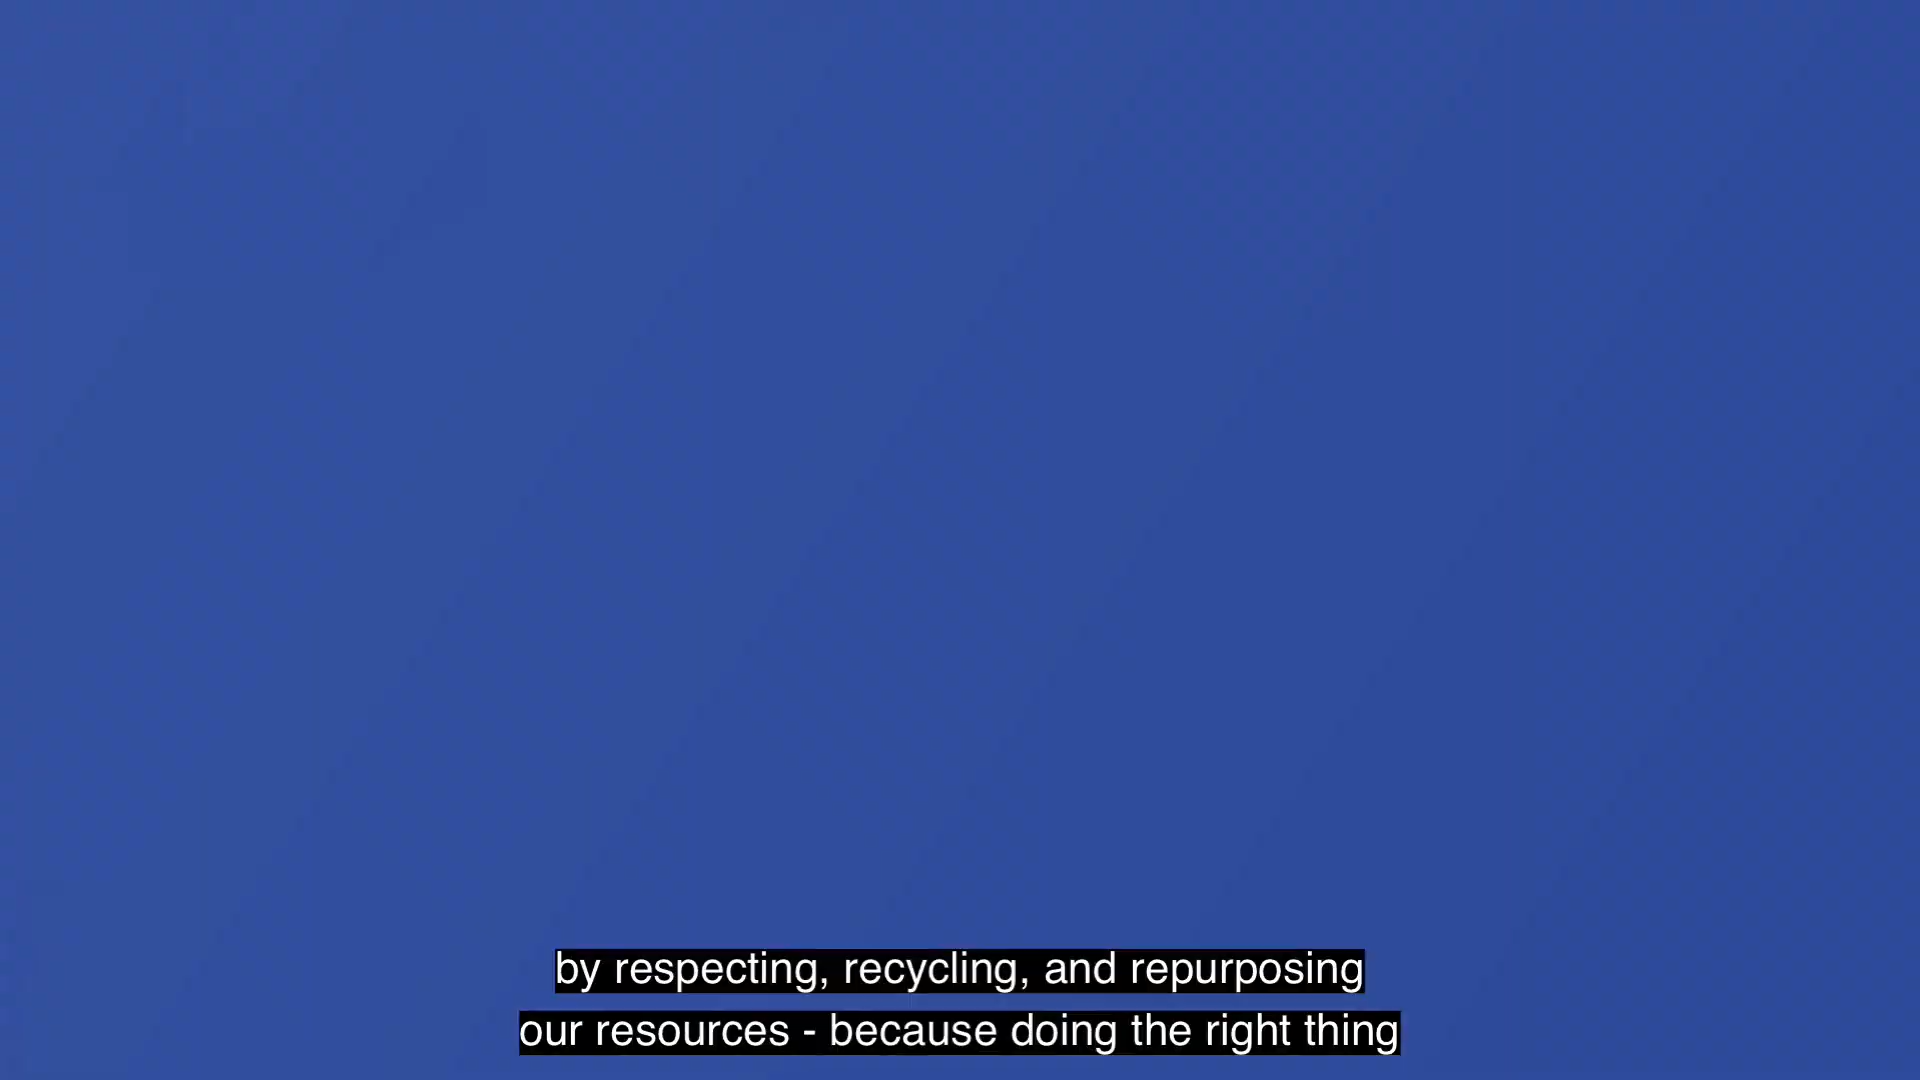 by respecting, recycling, and repurposing
our resources - because doing the right thing